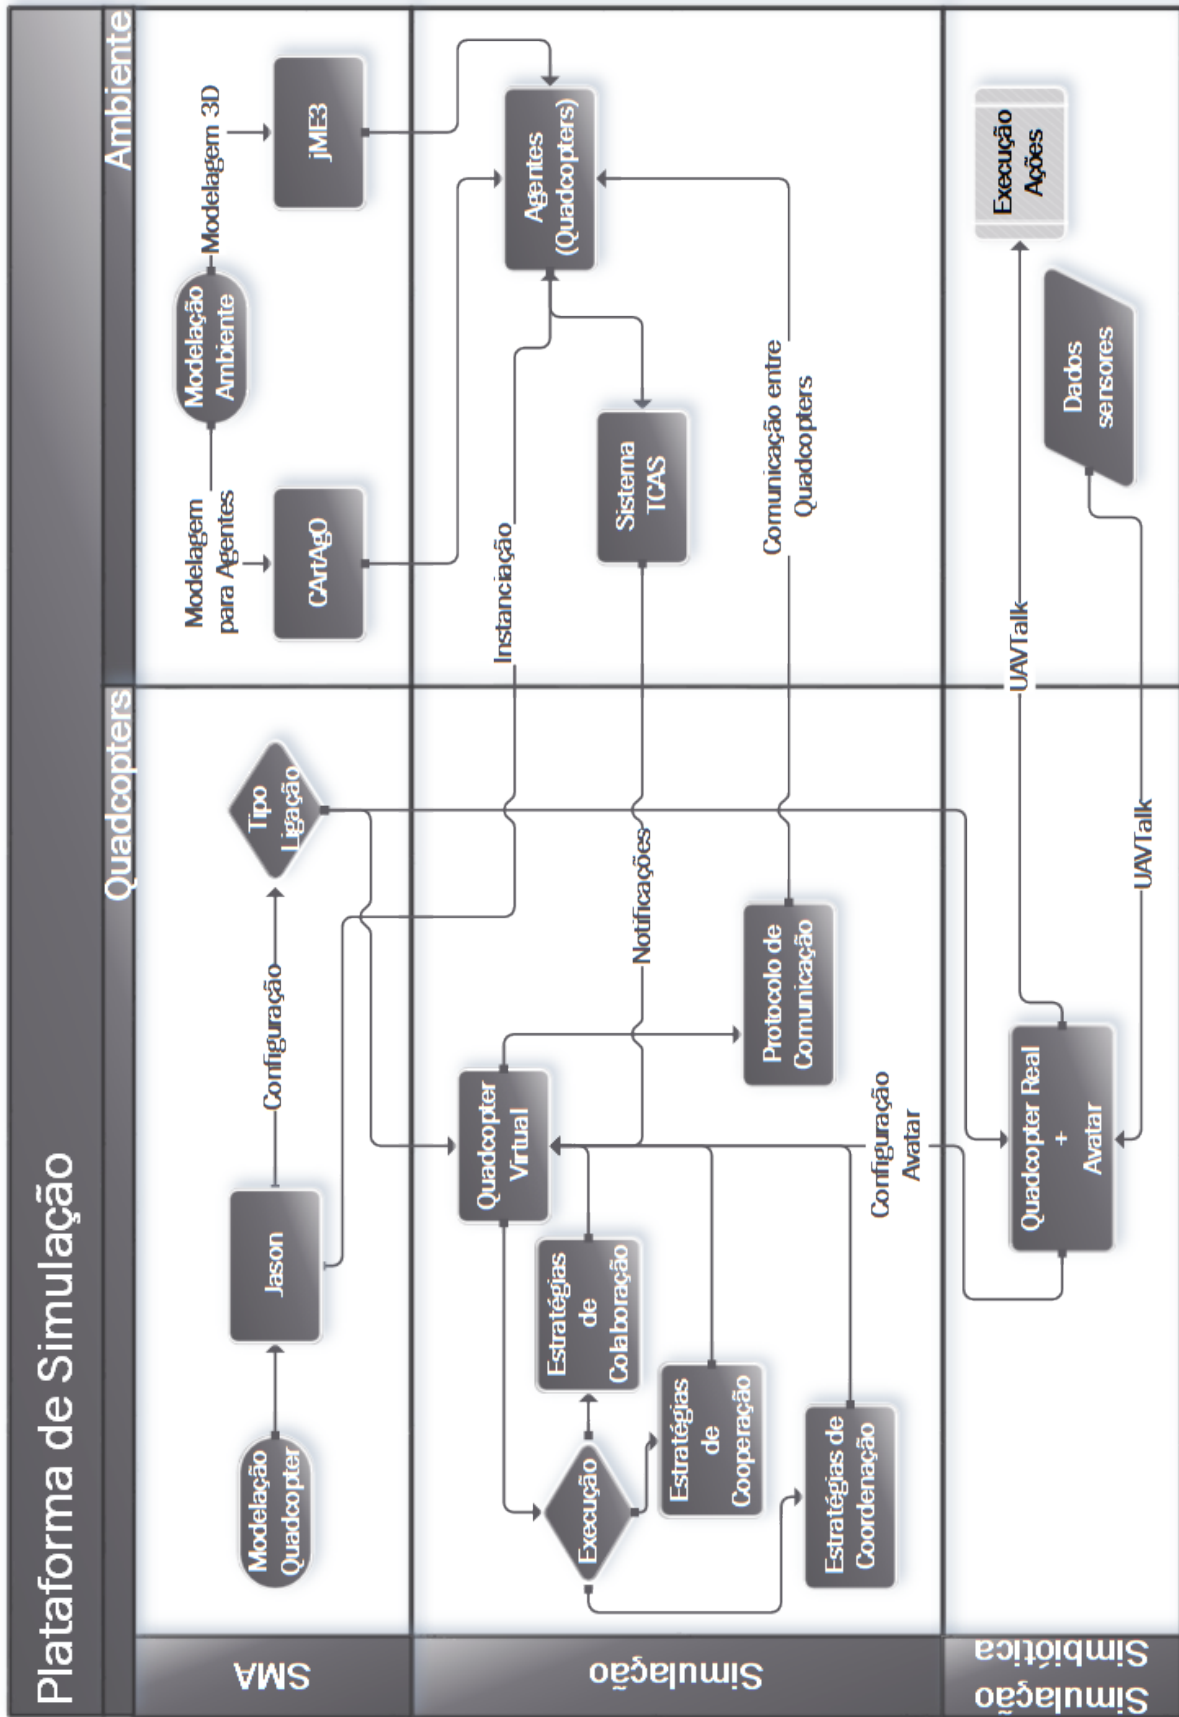 Plataforma de Simulação
Quadcopters
Ambiente
SMA
Modelação
Quadcopter
Jason
Configuração
Tipo
Ligação
Modelagem
para Agentes
Modelação
Ambiente
Modelagem 3D
CArtAgO
jME3
Simulação
Execução
Estratégias
de
Colaboração
Estratégias
de
Cooperação
Estratégias de
Coordenação
Quadcopter
Virtual
Protocolo de
Comunicação
Notificações
Instanciação
Sistema
TCAS
Agentes
(Quadcopters)
Comunicação entre
Quadcopters
Configuração
Avatar
Simulação
Simbiótica
Quadcopter Real
+
Avatar
UAVTalk
UAVTalk
Dados
sensores
Execução
Ações